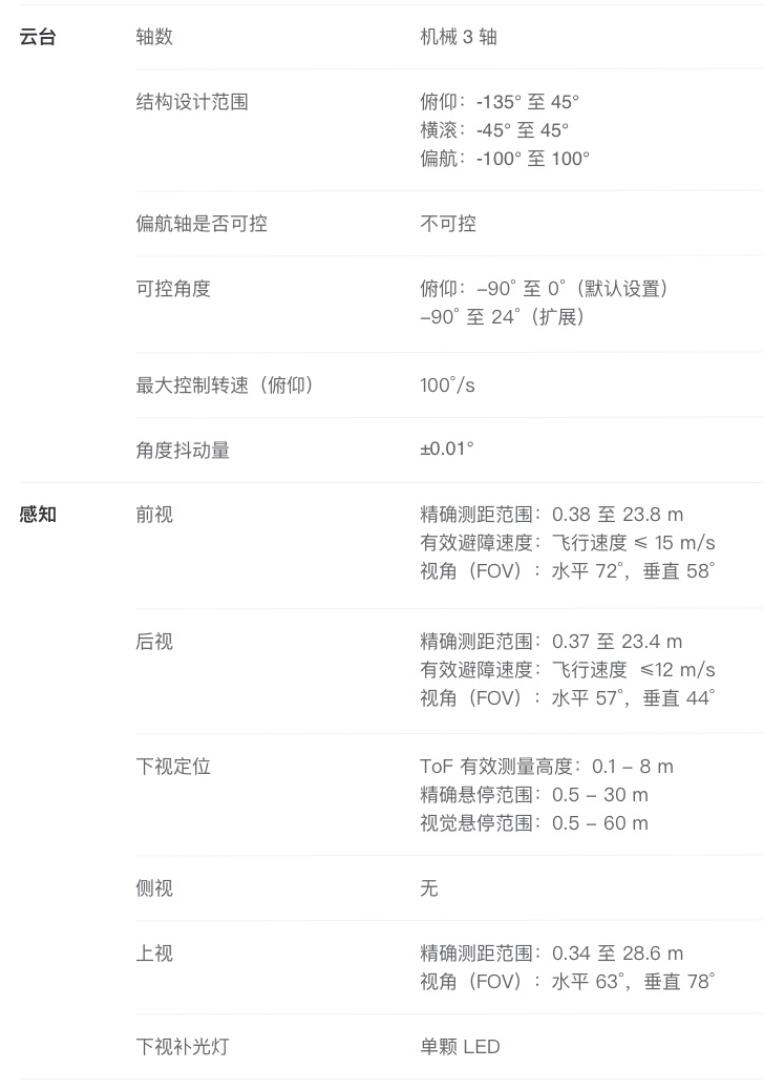 云台 轴数 机械 3 轴
结构设计范围 俯仰：-135° 至 45°
横滚：-45° 至 45°
偏航：-100° 至 100°
偏航轴是否可控 不可控
可控角度 俯仰：−90° 至 0°（默认设置）
−90° 至 24°（扩展）
最大控制转速（俯仰） 100°/s
角度抖动量 ±0.01°
感知 前视 精确测距范围：0.38 至 23.8 m
有效避障速度：飞行速度 ≤ 15 m/s
视角（FOV）：水平 72°，垂直 58°
后视 精确测距范围：0.37 至 23.4 m
有效避障速度：飞行速度 ≤12 m/s
视角（FOV）：水平 57°，垂直 44°
下视定位 ToF 有效测量高度：0.1 – 8 m
精确悬停范围：0.5 – 30 m
视觉悬停范围：0.5 – 60 m
侧视 无
上视 精确测距范围：0.34 至 28.6 m
视角（FOV）：水平 63°，垂直 78°
下视补光灯 单颗 LED